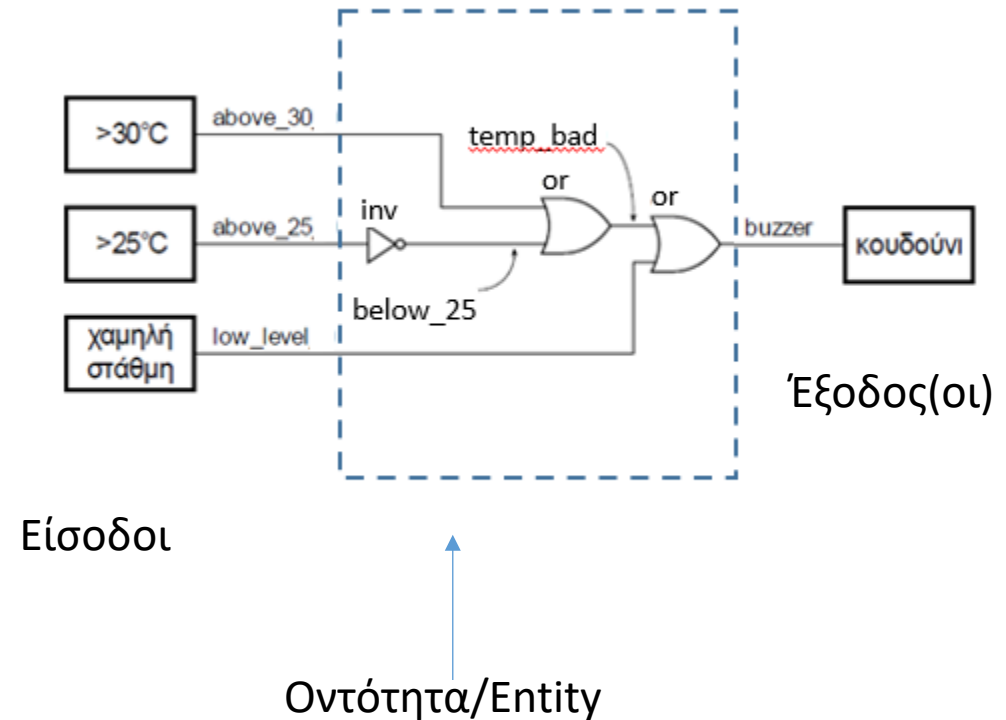 >30°C
above_30
temp_bad
or
or
inv
>25°C
above_25
buzzer
κουδούνι
below_25
χαμηλή
στάθμη
low_level
Έξοδος(οι)
Είσοδοι
Οντότητα/Entity